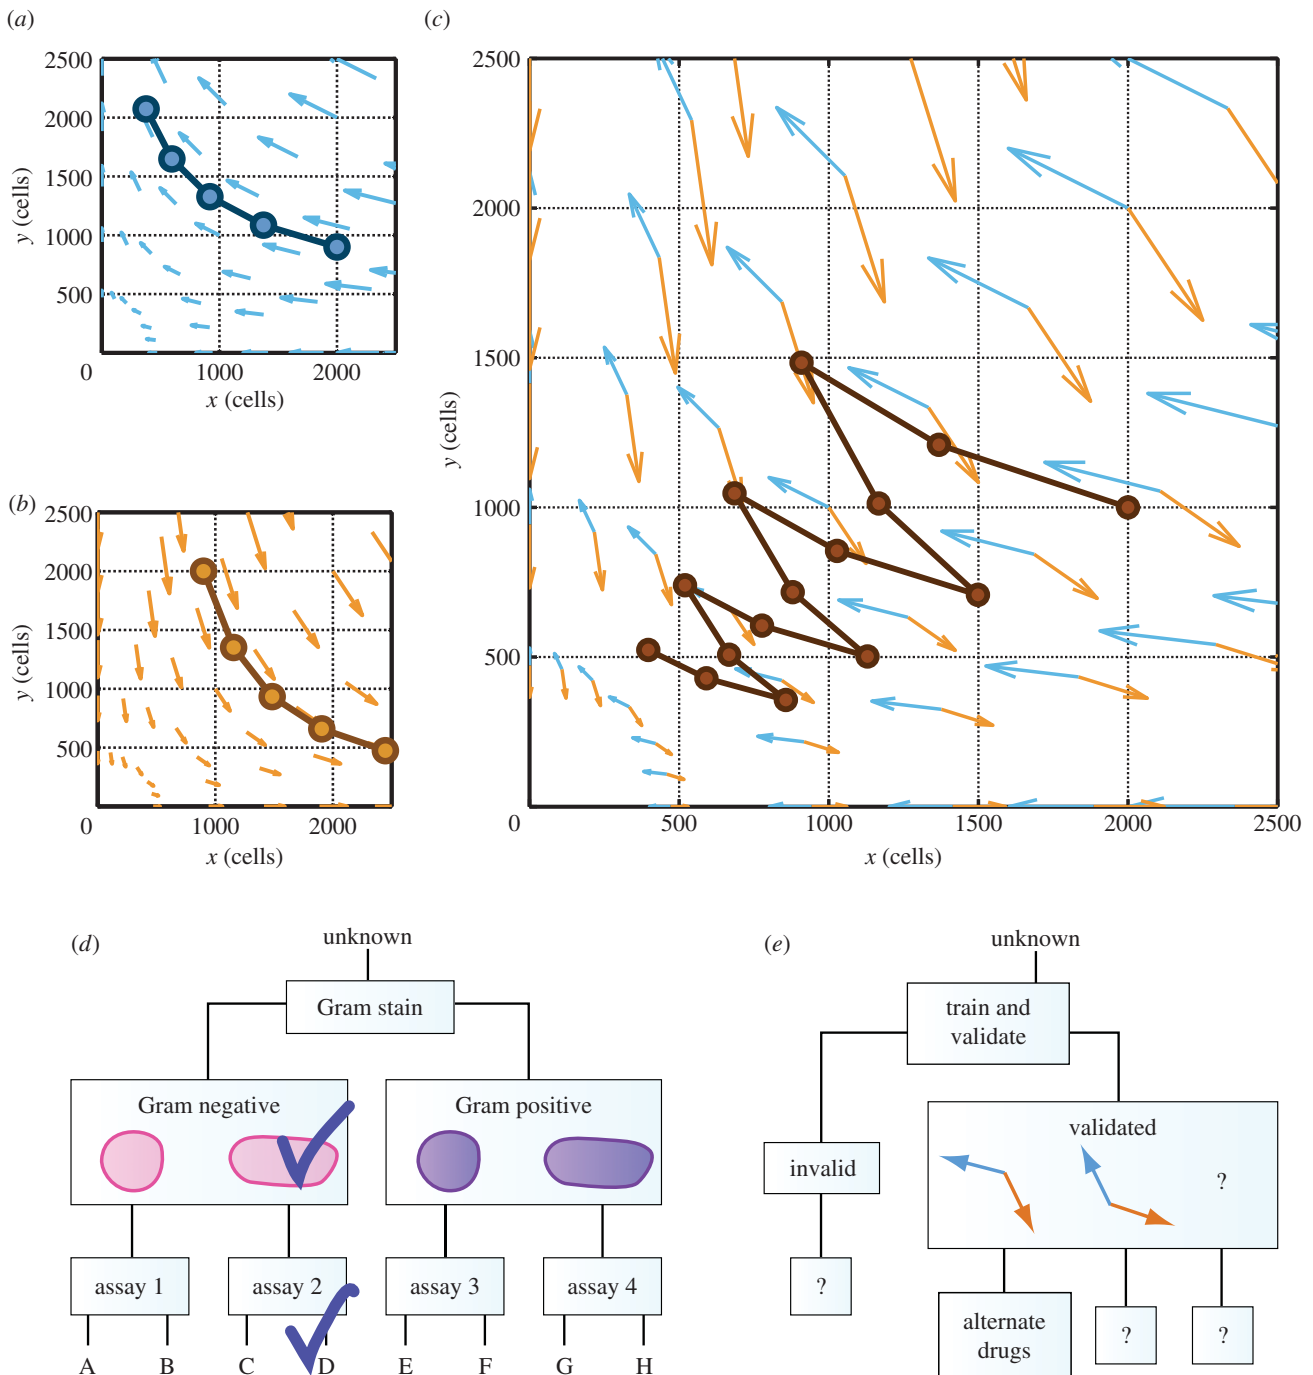 (a)
2500
2000
1500
1000
500
0
1000
2000
y (cells)
x (cells)
(b)
2500
2000
1500
1000
500
0
1000
2000
y (cells)
x (cells)
(c)
2500
2000
1500
1000
500
0
500
1000
1500
2000
2500
y (cells)
x (cells)
(d)
unknown
Gram stain
Gram negative
Gram positive
assay 1
assay 2
assay 3
assay 4
A B C D E F G H
(e)
unknown
train and
validate
invalid
?
validated
?
alternate
drugs
?
?